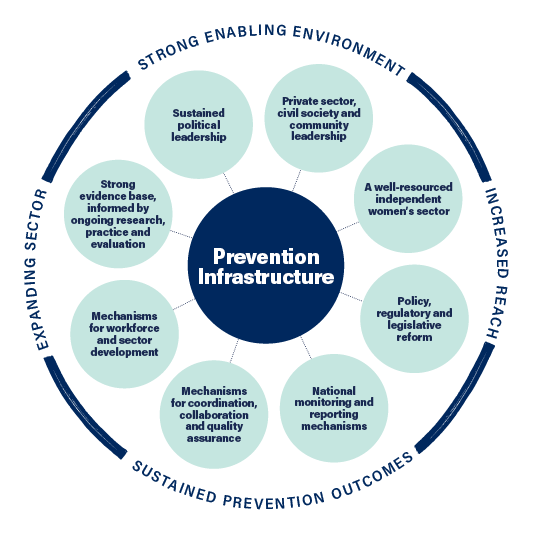 STRONG ENABLING ENVIRONMENT
Sustained
political
leadership
Private sector,
civil society and
community
leadership
Strong
evidence base,
informed by
ongoing research,
practice and
evaluation
A well-resourced
independent
women's sector
EXPANDING SECTOR
INCREASED REACH
Prevention
Infrastructure
Mechanisms
for workforce
and sector
development
Policy,
regulatory and
legislative
reform
Mechanisms
for coordination,
collaboration
and quality
assurance
National
monitoring and
reporting
mechanisms
SUSTAINED PREVENTION OUTCOMES